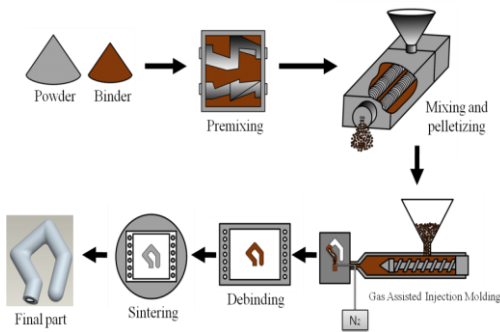 Powder
Binder
Premixing
Mixing and
pelletizing
Gas Assisted Injection Molding
N₂
Debinding
Sintering
Final part